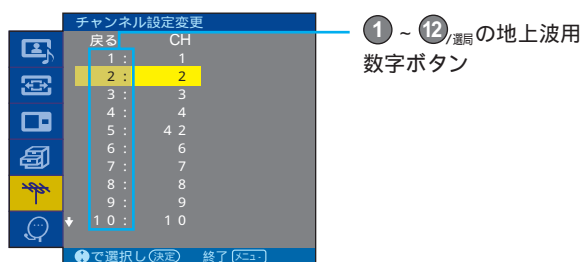 チャンネル設定変更
戻る CH
1: 1
2: 2
3: 3
4: 4
5: 42
6: 6
7: 7
8: 8
9: 9
10: 10
で選択し 決定 終了 メニュー
1 ~ 12/選局の地上波用
数字ボタン